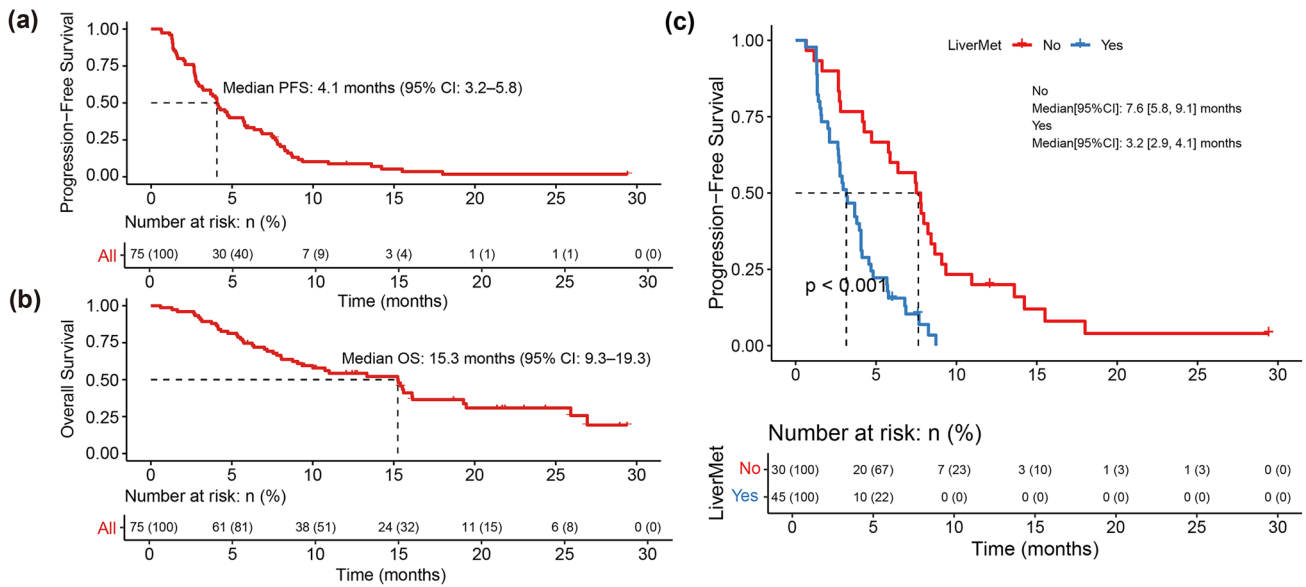 (a)
Progression−Free Survival
1.00
0.75
0.50
0.25
0.00
Median PFS: 4.1 months (95% CI: 3.2–5.8)
0 5 10 15 20 25 30
Number at risk: n (%)
All 75 (100) 30 (40) 7 (9) 3 (4) 1 (1) 1 (1) 0 (0)
0 5 10 15 20 25 30
Time (months)
(b)
Overall Survival
1.00
0.75
0.50
0.25
0.00
Median OS: 15.3 months (95% CI: 9.3–19.3)
0 5 10 15 20 25 30
Number at risk: n (%)
All 75 (100) 61 (81) 38 (51) 24 (32) 11 (15) 6 (8) 0 (0)
0 5 10 15 20 25 30
Time (months)
(c)
LiverMet No Yes
Progression−Free Survival
1.00
0.75
0.50
0.25
0.00
No
Median[95%CI]: 7.6 [5.8, 9.1] months
Yes
Median[95%CI]: 3.2 [2.9, 4.1] months
p < 0.001
0 5 10 15 20 25 30
Number at risk: n (%)
LiverMet
No 30 (100) 20 (67) 7 (23) 3 (10) 1 (3) 1 (3) 0 (0)
Yes 45 (100) 10 (22) 0 (0) 0 (0) 0 (0) 0 (0) 0 (0)
0 5 10 15 20 25 30
Time (months)